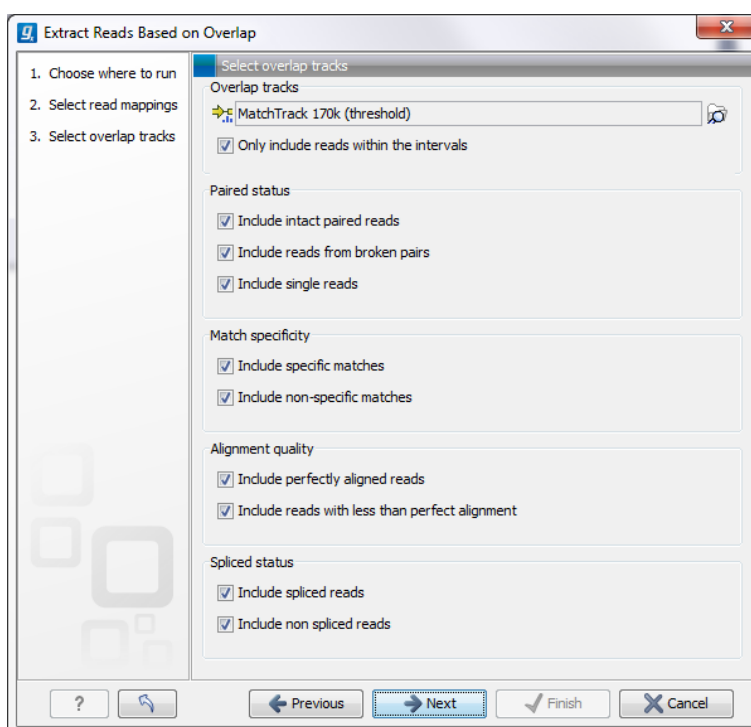 Extract Reads Based on Overlap
1. Choose where to run
2. Select read mappings
3. Select overlap tracks
Select overlap tracks
Overlap tracks
MatchTrack 170k (threshold)
Only include reads within the intervals
Paired status
Include intact paired reads
Include reads from broken pairs
Include single reads
Match specificity
Include specific matches
Include non-specific matches
Alignment quality
Include perfectly aligned reads
Include reads with less than perfect alignment
Spliced status
Include spliced reads
Include non spliced reads
? Previous Next Finish Cancel